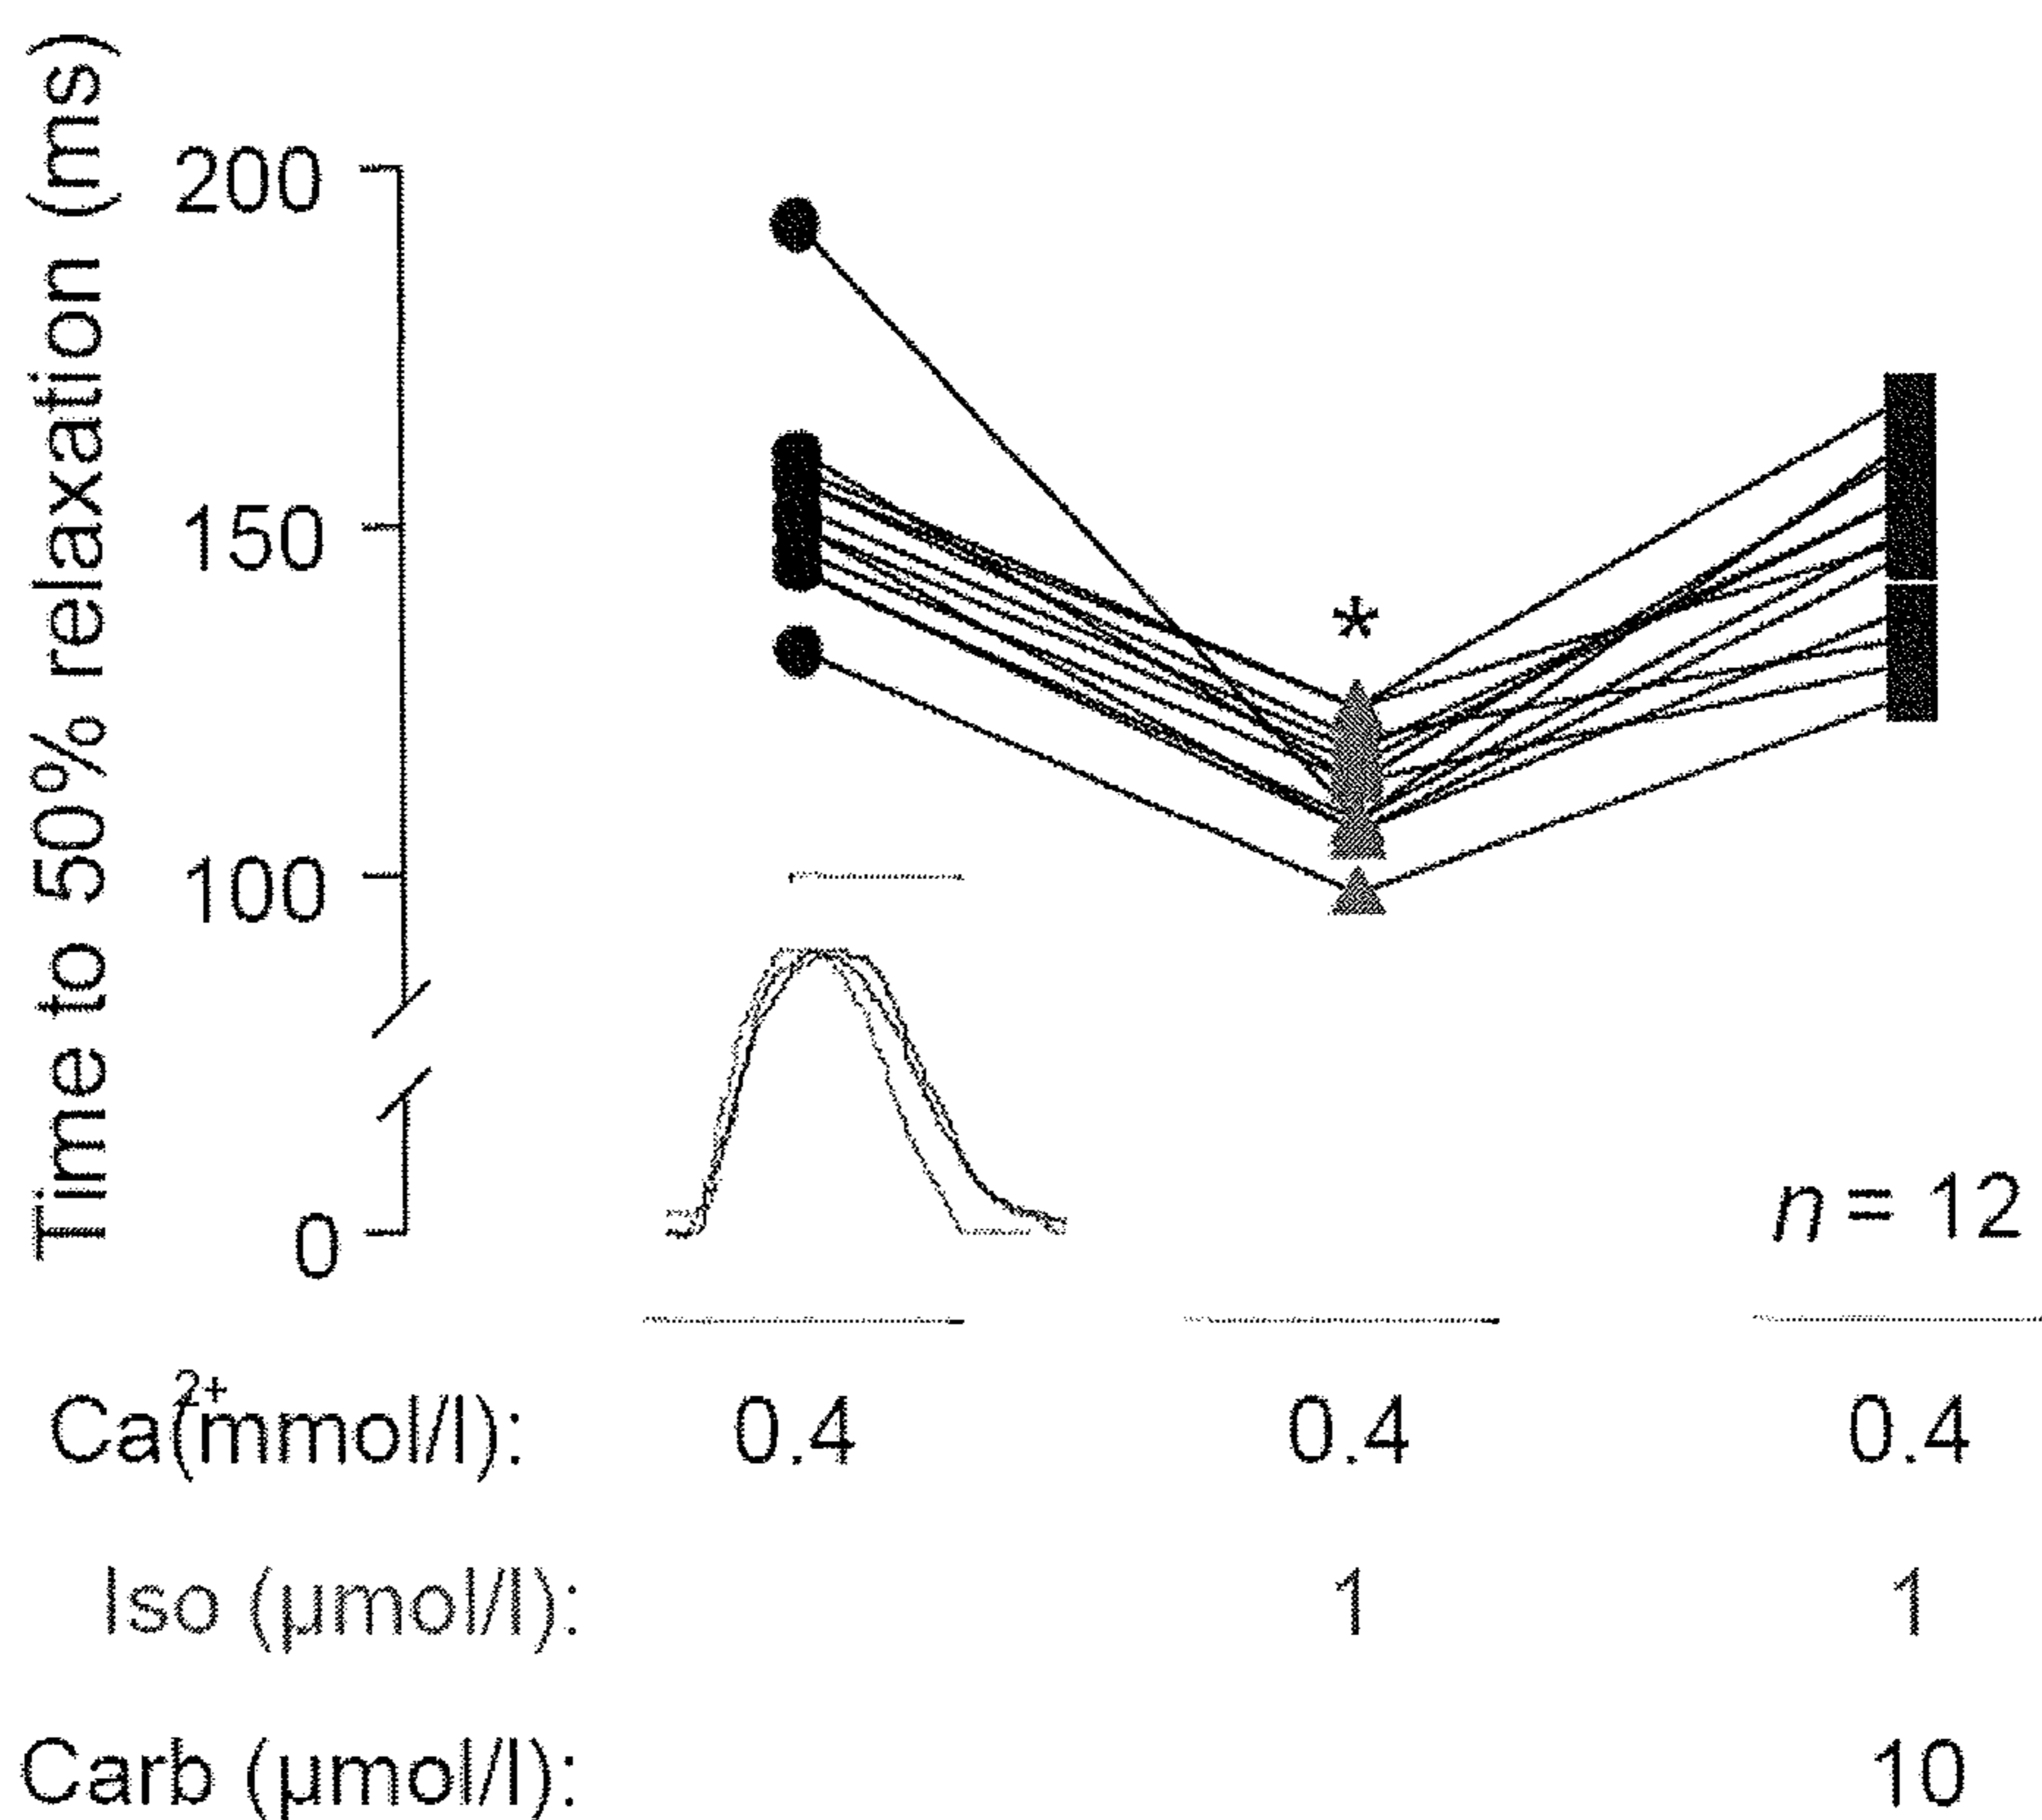 Time to 50% relaxation (ms)
200
150
100
0
*
n = 12
Ca2+(mmol/l): 0.4 0.4 0.4
Iso (µmol/l): 1 1
Carb (µmol/l): 10